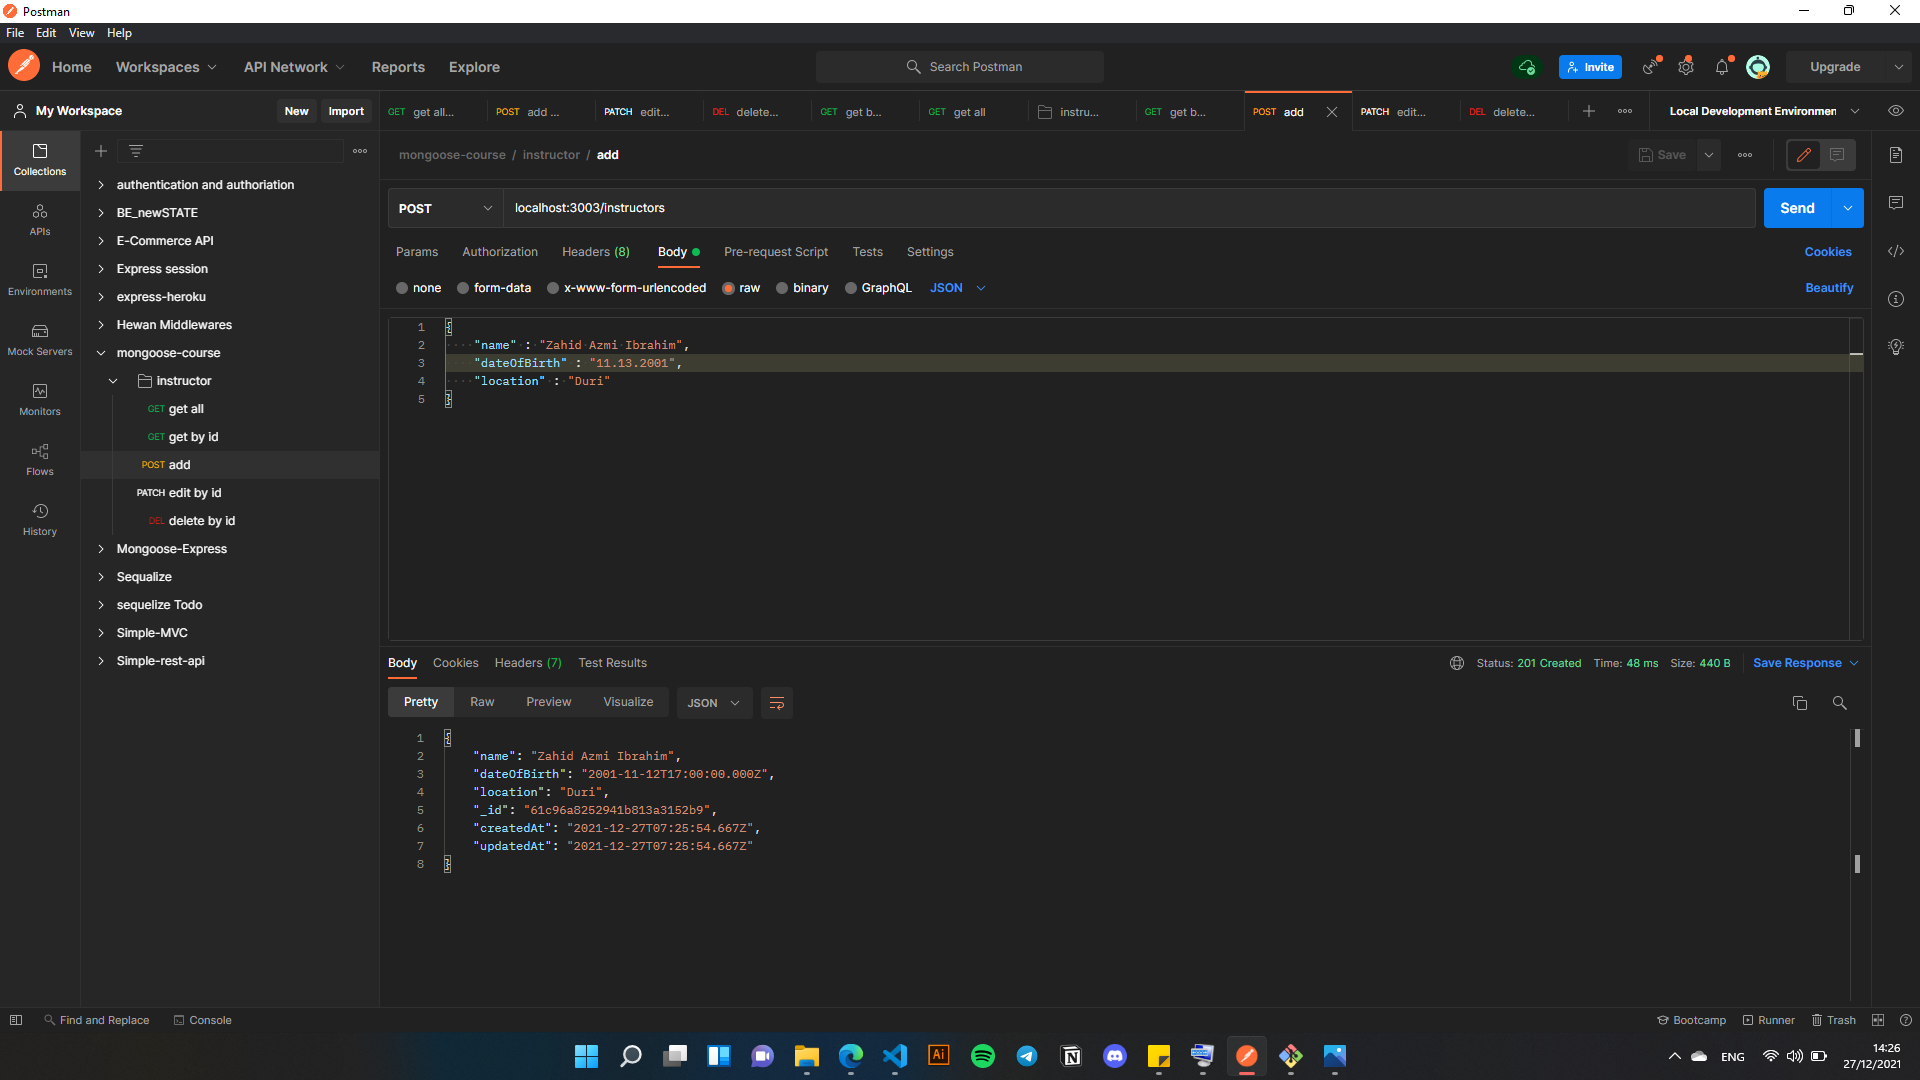 Postman
File Edit View Help
Home Workspaces API Network Reports Explore Search Postman Invite Upgrade
My Workspace New Import
GET get all... POST add ... PATCH edit... DEL delete... GET get b... GET get all instru... GET get b... POST add PATCH edit... DEL delete... Local Development Environmen
mongoose-course / instructor / add Save
POST localhost:3003/instructors Send
Params Authorization Headers (8) Body Pre-request Script Tests Settings Cookies
none form-data x-www-form-urlencoded raw binary GraphQL JSON Beautify
1 {
2 "name" : "Zahid Azmi Ibrahim",
3 "dateOfBirth" : "11.13.2001",
4 "location" : "Duri"
5 }
Collections
APIs
Environments
Mock Servers
Monitors
Flows
History
authentication and authoriation
BE_newSTATE
E-Commerce API
Express session
express-heroku
Hewan Middlewares
mongoose-course
instructor
GET get all
GET get by id
POST add
PATCH edit by id
DEL delete by id
Mongoose-Express
Sequalize
sequelize Todo
Simple-MVC
Simple-rest-api
Body Cookies Headers (7) Test Results Status: 201 Created Time: 48 ms Size: 440 B Save Response
Pretty Raw Preview Visualize JSON
1 {
2 "name": "Zahid Azmi Ibrahim",
3 "dateOfBirth": "2001-11-12T17:00:00.000Z",
4 "location": "Duri",
5 "_id": "61c96a8252941b813a3152b9",
6 "createdAt": "2021-12-27T07:25:54.667Z",
7 "updatedAt": "2021-12-27T07:25:54.667Z"
8 }
Find and Replace Console Bootcamp Runner Trash
Ai N ENG 14:26
27/12/2021